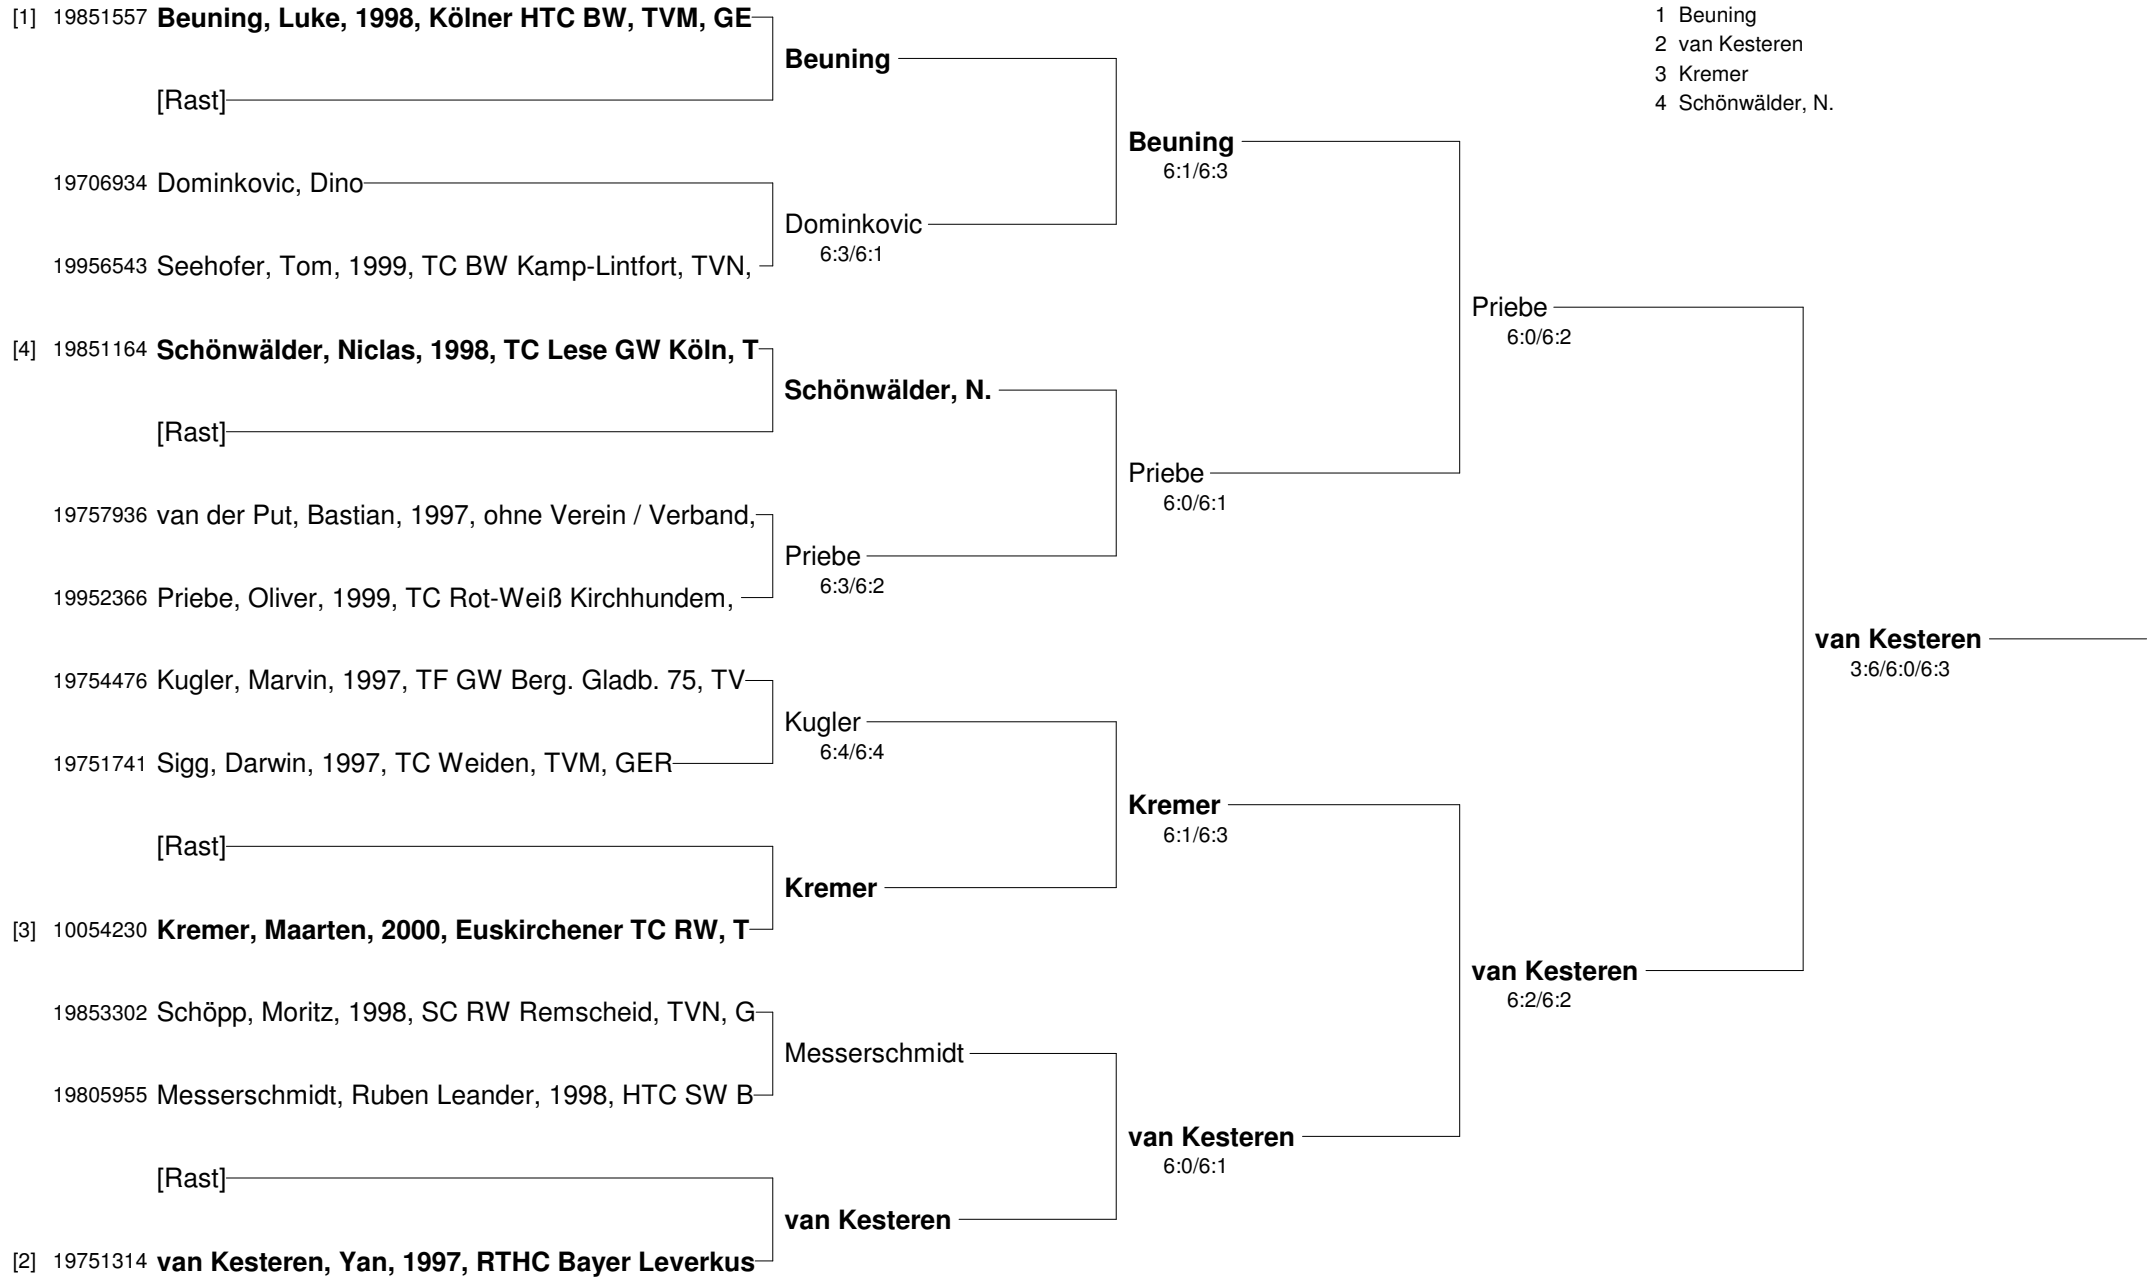 [1] 19851557 Beuning, Luke, 1998, Kölner HTC BW, TVM, GE
1 Beuning
2 van Kesteren
3 Kremer
4 Schönwälder, N.
Beuning
[Rast]
Beuning
6:1/6:3
19706934 Dominkovic, Dino
Dominkovic
6:3/6:1
19956543 Seehofer, Tom, 1999, TC BW Kamp-Lintfort, TVN,
Priebe
6:0/6:2
[4] 19851164 Schönwälder, Niclas, 1998, TC Lese GW Köln, T
Schönwälder, N.
[Rast]
Priebe
6:0/6:1
19757936 van der Put, Bastian, 1997, ohne Verein / Verband,
Priebe
6:3/6:2
19952366 Priebe, Oliver, 1999, TC Rot-Weiß Kirchhundem,
van Kesteren
3:6/6:0/6:3
19754476 Kugler, Marvin, 1997, TF GW Berg. Gladb. 75, TV
Kugler
6:4/6:4
19751741 Sigg, Darwin, 1997, TC Weiden, TVM, GER
Kremer
6:1/6:3
[Rast]
Kremer
[3] 10054230 Kremer, Maarten, 2000, Euskirchener TC RW, T
van Kesteren
6:2/6:2
19853302 Schöpp, Moritz, 1998, SC RW Remscheid, TVN, G
Messerschmidt
19805955 Messerschmidt, Ruben Leander, 1998, HTC SW B
van Kesteren
6:0/6:1
[Rast]
van Kesteren
[2] 19751314 van Kesteren, Yan, 1997, RTHC Bayer Leverkus